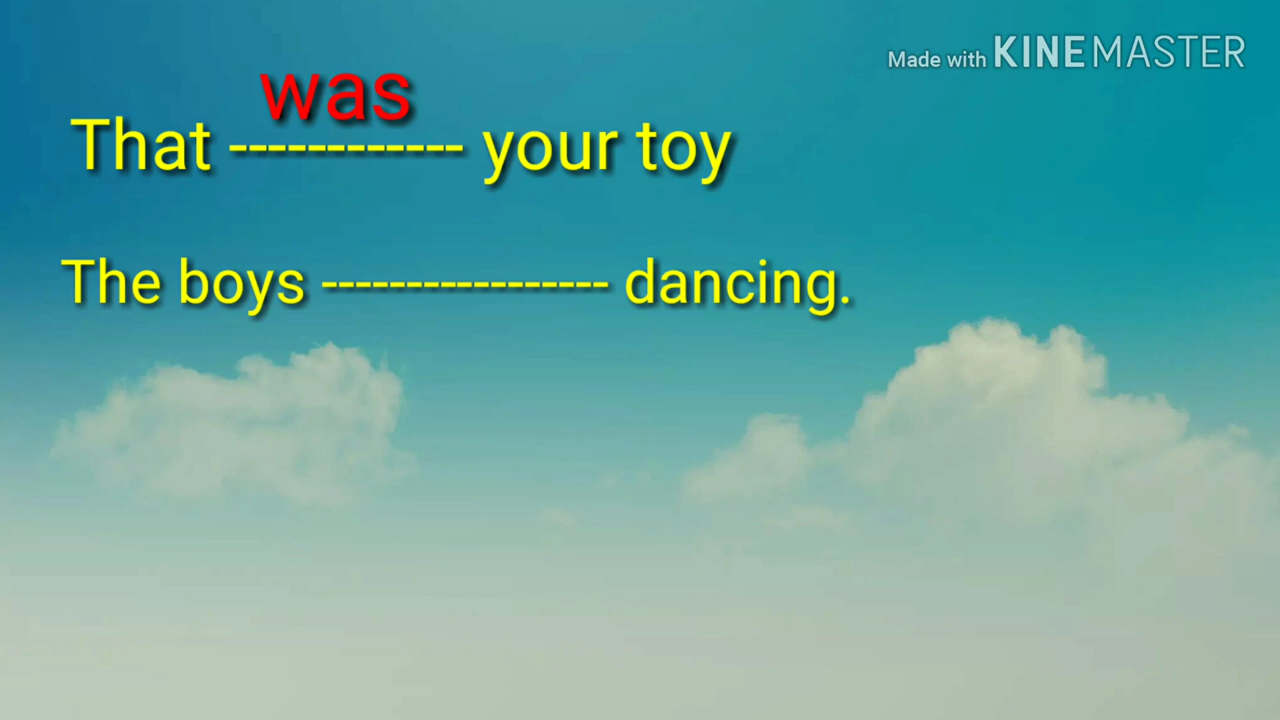 Made with KINEMASTER
was
That ------------ your toy
The boys ----------------- dancing.